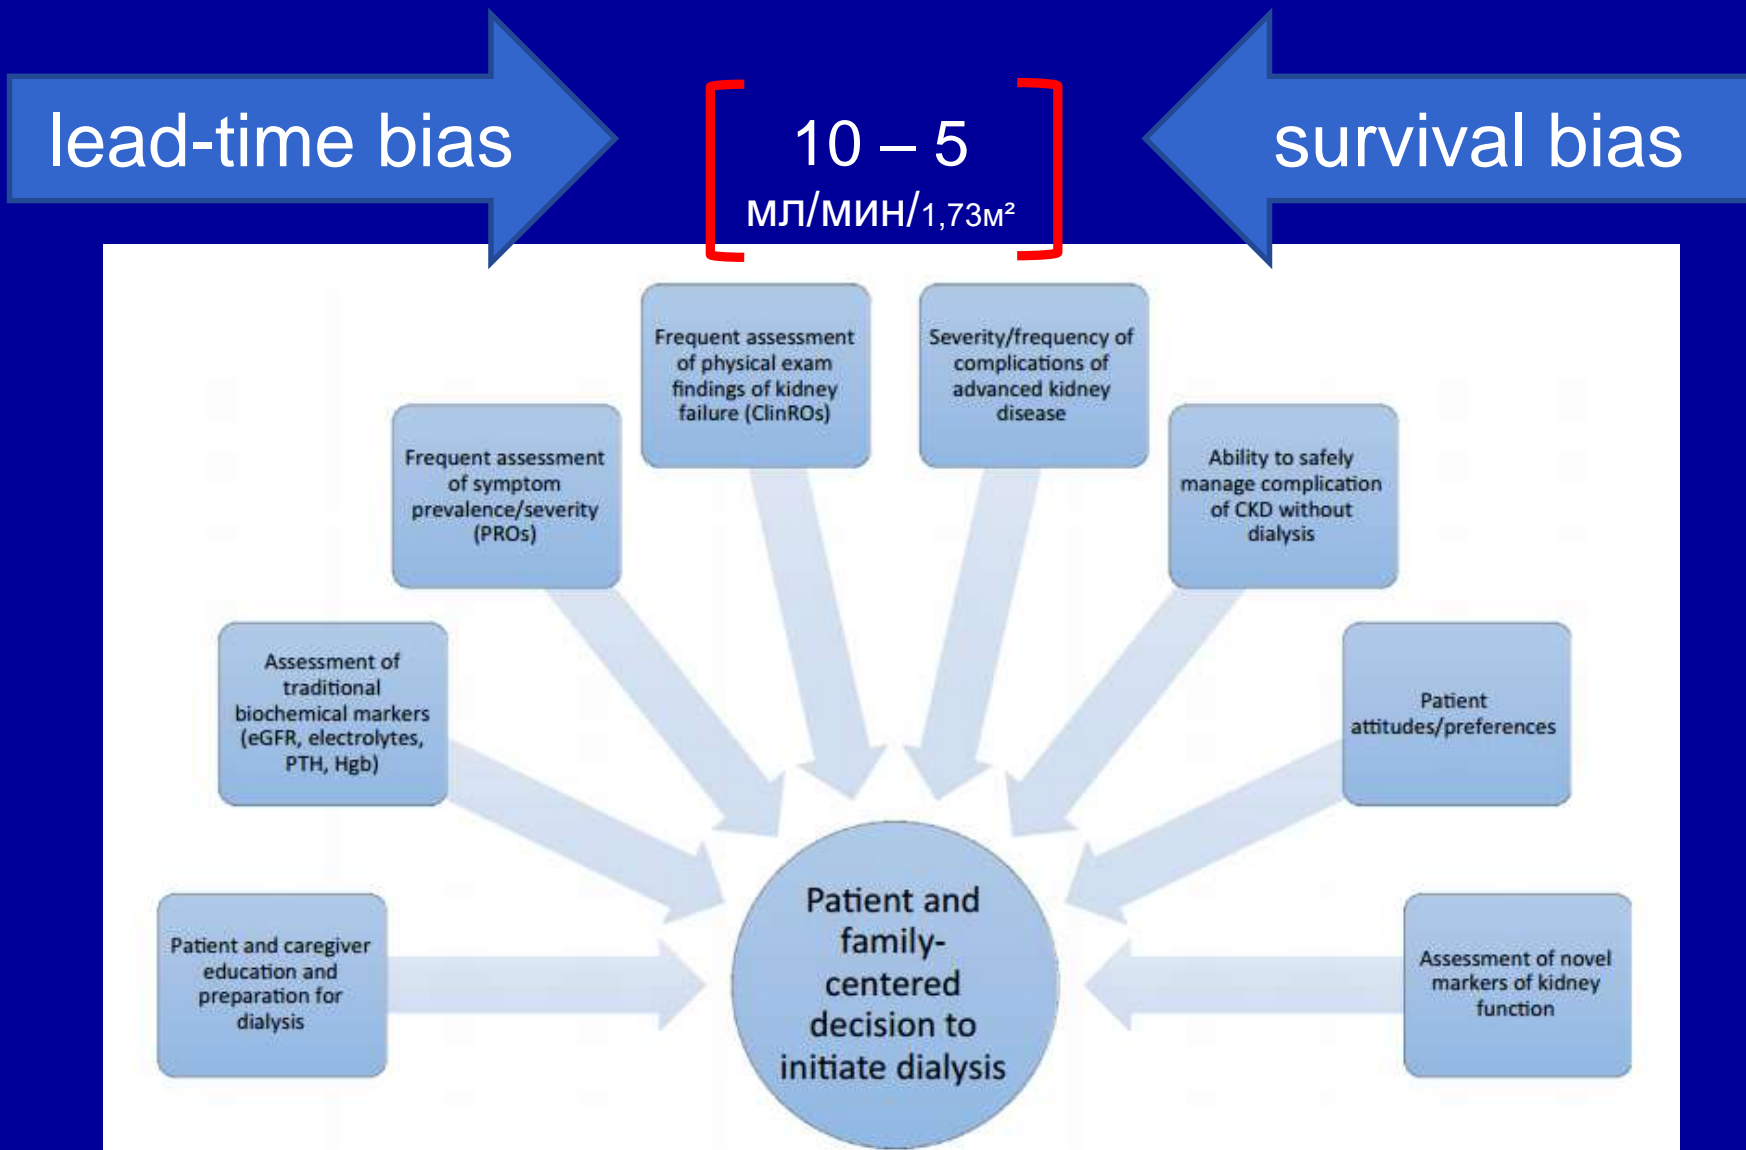 lead-time bias
10 – 5
мл/мин/1,73м²
survival bias
Frequent assessment
of physical exam
findings of kidney
failure (ClinROs)
Severity/frequency of
complications of
advanced kidney
disease
Frequent assessment
of symptom
prevalence/severity
(PROs)
Ability to safely
manage complication
of CKD without
dialysis
Assessment of
traditional
biochemical markers
(eGFR, electrolytes,
PTH, Hgb)
Patient
attitudes/preferences
Patient and caregiver
education and
preparation for
dialysis
Patient and
family-
centered
decision to
initiate dialysis
Assessment of novel
markers of kidney
function